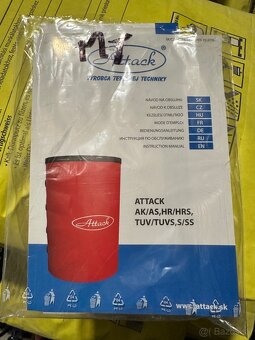 Attack
VÝROBCA TEPELNEJ TECHNIKY
NÁVOD NA OBSLUHU SK
NÁVOD K OBSLUZE CZ
KEZELÉSI ÚTMUTATÓ HU
MODE D'EMPLOI FR
BEDIENUNGSANLEITUNG DE
ИНСТРУКЦИЯ ПО ОБСЛУЖИВАНИЮ RU
INSTRUCTION MANUAL EN
ATTACK
AK/AS,HR/HRS,
TUV/TUVS,S/SS
Attack
www.attack.sk